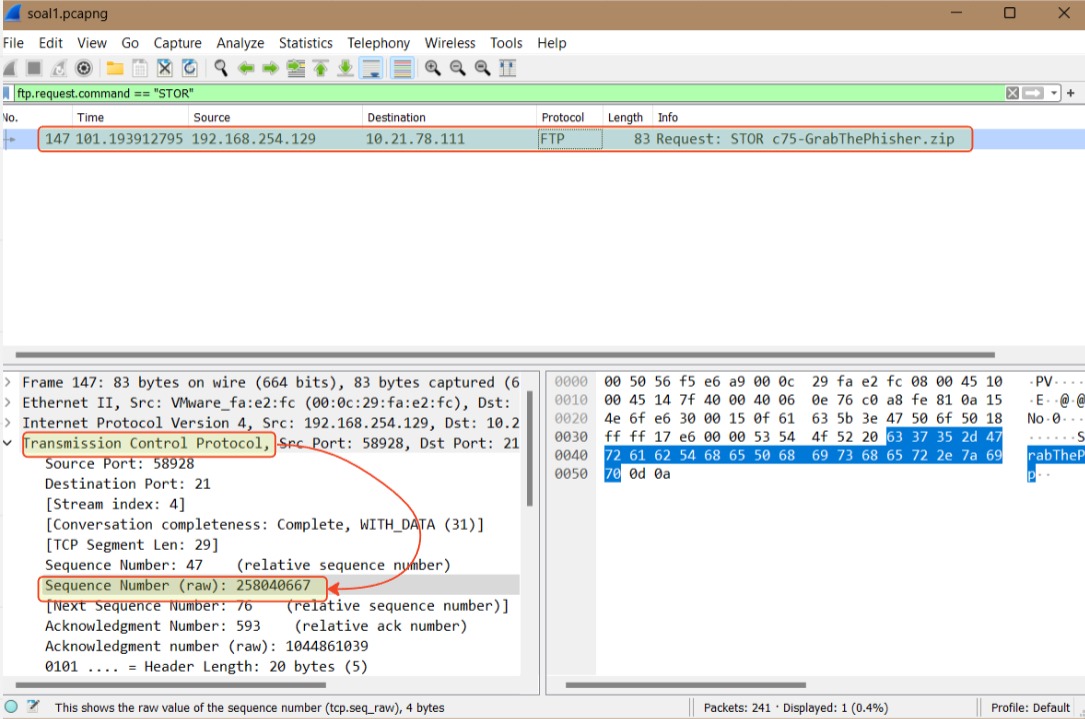 soal1.pcapng
File Edit View Go Capture Analyze Statistics Telephony Wireless Tools Help
ftp.request.command == "STOR"
No. Time Source Destination Protocol Length Info
147 101.193912795 192.168.254.129 10.21.78.111 FTP 83 Request: STOR c75-GrabThePhisher.zip
Frame 147: 83 bytes on wire (664 bits), 83 bytes captured (6
Ethernet II, Src: VMware_fa:e2:fc (00:0c:29:fa:e2:fc), Dst:
Internet Protocol Version 4, Src: 192.168.254.129, Dst: 10.2
Transmission Control Protocol, Src Port: 58928, Dst Port: 21
Source Port: 58928
Destination Port: 21
[Stream index: 4]
[Conversation completeness: Complete, WITH_DATA (31)]
[TCP Segment Len: 29]
Sequence Number: 47 (relative sequence number)
Sequence Number (raw): 258040667
[Next Sequence Number: 76 (relative sequence number)]
Acknowledgment Number: 593 (relative ack number)
Acknowledgment number (raw): 1044861039
0101 .... = Header Length: 20 bytes (5)
0000 00 50 56 f5 e6 a9 00 0c 29 fa e2 fc 08 00 45 10 ·PV····
0010 00 45 14 7f 40 00 40 06 0e 76 c0 a8 fe 81 0a 15 ·E··@·@
0020 4e 6f e6 30 00 15 0f 61 63 5b 3e 47 50 6f 50 18 No·0···
0030 ff ff 17 e6 00 00 53 54 4f 52 20 63 37 35 2d 47 ······S
0040 72 61 62 54 68 65 50 68 69 73 68 65 72 2e 7a 69 rabTheP
0050 70 0d 0a p··
This shows the raw value of the sequence number (tcp.seq_raw), 4 bytes
Packets: 241 · Displayed: 1 (0.4%)
Profile: Default